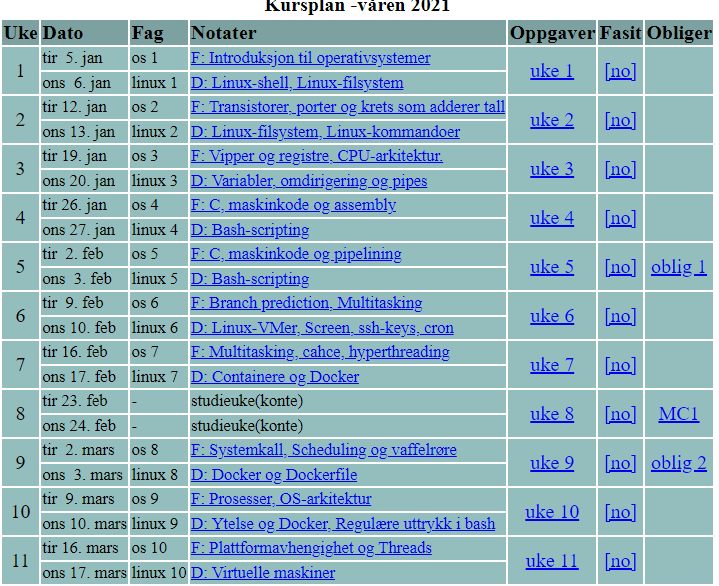 Kursplan -våren 2021
Uke Dato Fag Notater Oppgaver Fasit Obliger
1 tir 5. jan os 1 F: Introduksjon til operativsystemer uke 1 [no]
ons 6. jan linux 1 D: Linux-shell, Linux-filsystem
2 tir 12. jan os 2 F: Transistorer, porter og krets som adderer tall uke 2 [no]
ons 13. jan linux 2 D: Linux-filsystem, Linux-kommandoer
3 tir 19. jan os 3 F: Vipper og registre, CPU-arkitektur. uke 3 [no]
ons 20. jan linux 3 D: Variabler, omdirigering og pipes
4 tir 26. jan os 4 F: C, maskinkode og assembly uke 4 [no]
ons 27. jan linux 4 D: Bash-scripting
5 tir 2. feb os 5 F: C, maskinkode og pipelining uke 5 [no] oblig 1
ons 3. feb linux 5 D: Bash-scripting
6 tir 9. feb os 6 F: Branch prediction, Multitasking uke 6 [no]
ons 10. feb linux 6 D: Linux-VMer, Screen, ssh-keys, cron
7 tir 16. feb os 7 F: Multitasking, cahce, hyperthreading uke 7 [no]
ons 17. feb linux 7 D: Containere og Docker
8 tir 23. feb - studieuke(konte) uke 8 [no] MC1
ons 24. feb - studieuke(konte)
9 tir 2. mars os 8 F: Systemkall, Scheduling og vaffelrøre uke 9 [no] oblig 2
ons 3. mars linux 8 D: Docker og Dockerfile
10 tir 9. mars os 9 F: Prosesser, OS-arkitektur uke 10 [no]
ons 10. mars linux 9 D: Ytelse og Docker, Regulære uttrykk i bash
11 tir 16. mars os 10 F: Plattformavhengighet og Threads uke 11 [no]
ons 17. mars linux 10 D: Virtuelle maskiner